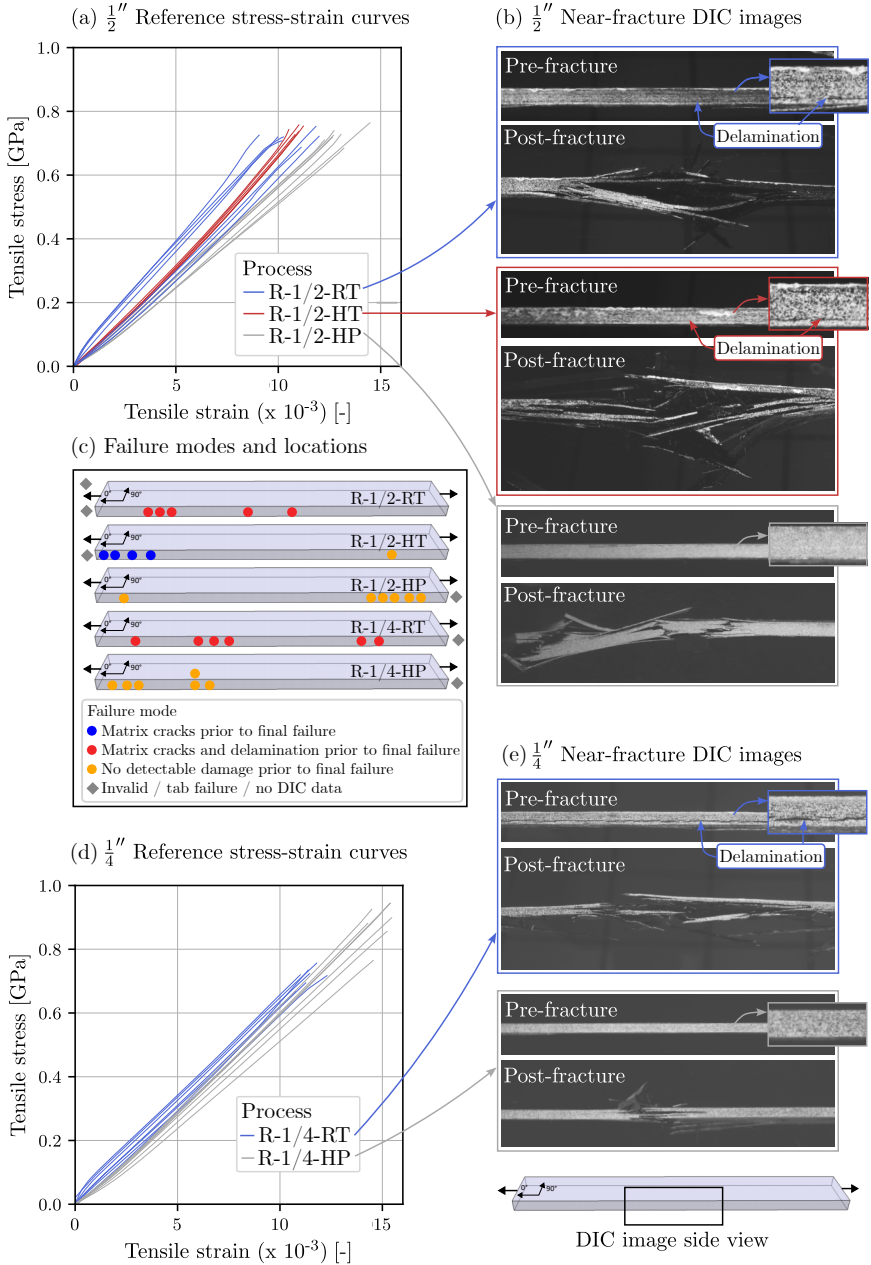 (a) 1/2″ Reference stress-strain curves
1.0
0.8
0.6
0.4
0.2
0.0
0
5
10
15
Tensile stress [GPa]
Tensile strain (x 10-3) [-]
Process
R-1/2-RT
R-1/2-HT
R-1/2-HP
(b) 1/2″ Near-fracture DIC images
Pre-fracture
Delamination
Post-fracture
Pre-fracture
Delamination
Post-fracture
Pre-fracture
Post-fracture
(c) Failure modes and locations
0° 90° R-1/2-RT
0° 90° R-1/2-HT
0° 90° R-1/2-HP
0° 90° R-1/4-RT
0° 90° R-1/4-HP
Failure mode
Matrix cracks prior to final failure
Matrix cracks and delamination prior to final failure
No detectable damage prior to final failure
Invalid / tab failure / no DIC data
(d) 1/4″ Reference stress-strain curves
1.0
0.8
0.6
0.4
0.2
0.0
0
5
10
15
Tensile stress [GPa]
Tensile strain (x 10-3) [-]
Process
R-1/4-RT
R-1/4-HP
(e) 1/4″ Near-fracture DIC images
Pre-fracture
Delamination
Post-fracture
Pre-fracture
Post-fracture
0° 90°
DIC image side view